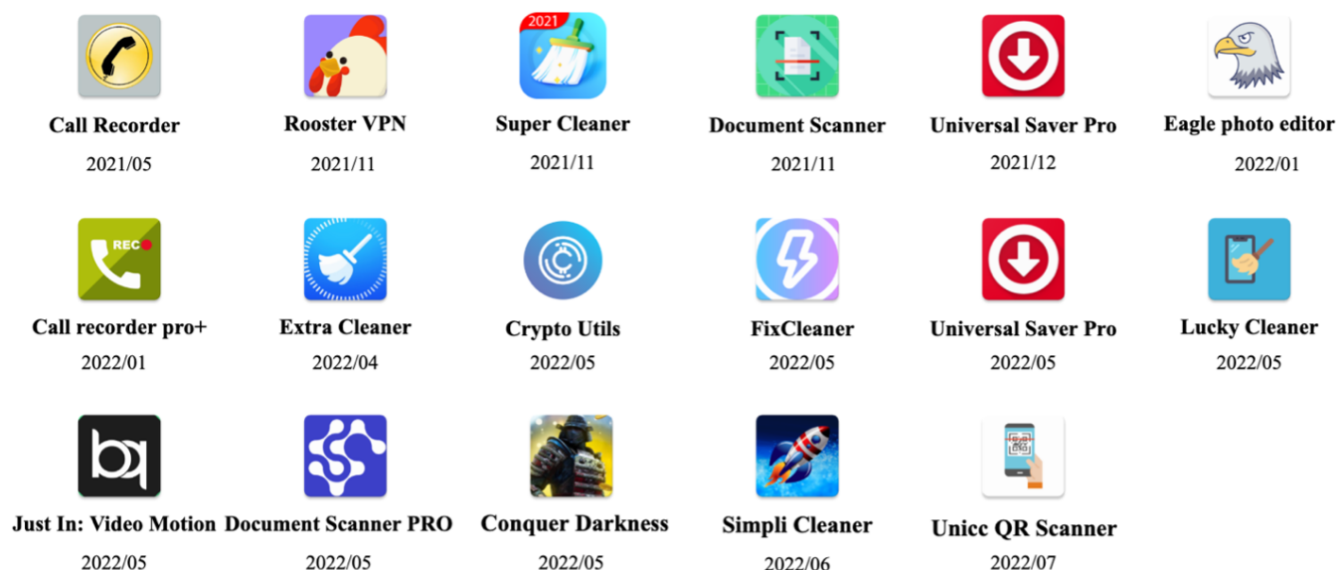 2021
Call Recorder Rooster VPN Super Cleaner Document Scanner Universal Saver Pro Eagle photo editor
2021/05 2021/11 2021/11 2021/11 2021/12 2022/01
REC
Call recorder pro+ Extra Cleaner Crypto Utils FixCleaner Universal Saver Pro Lucky Cleaner
2022/01 2022/04 2022/05 2022/05 2022/05 2022/05
bq
Just In: Video Motion Document Scanner PRO Conquer Darkness Simpli Cleaner Unicc QR Scanner
2022/05 2022/05 2022/05 2022/06 2022/07